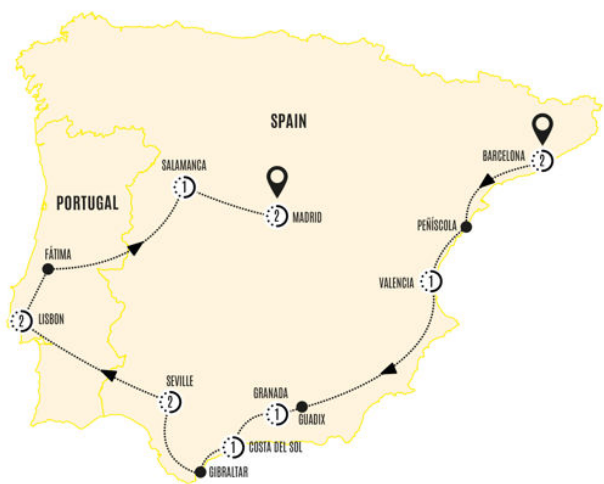 SPAIN
BARCELONA
2
SALAMANCA
1
PORTUGAL
2
MADRID
PEÑÍSCOLA
FÁTIMA
VALENCIA
1
2
LISBON
SEVILLE
2
GRANADA
1
GUADIX
1
COSTA DEL SOL
GIBRALTAR